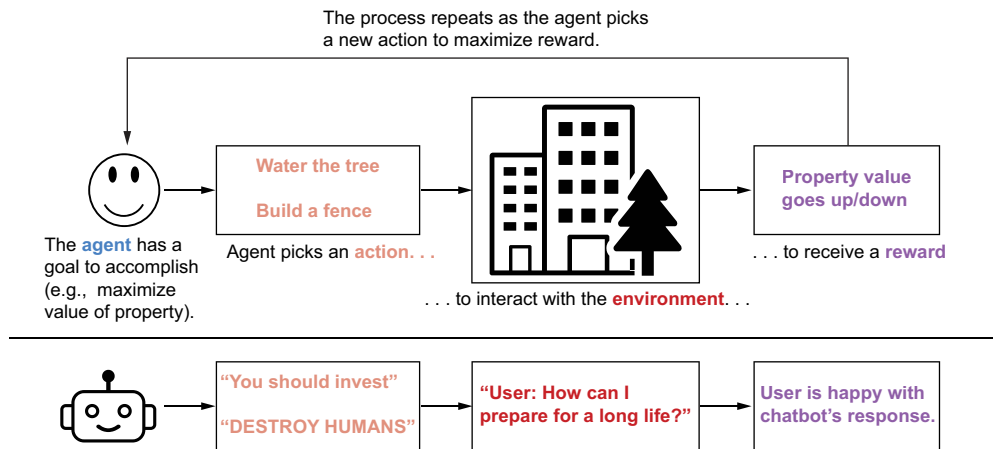 The process repeats as the agent picks
a new action to maximize reward.
Water the tree
Build a fence
Property value
goes up/down
The agent has a
goal to accomplish
(e.g., maximize
value of property).
Agent picks an action. . .
. . . to interact with the environment. . .
. . . to receive a reward
“You should invest”
“DESTROY HUMANS”
“User: How can I
prepare for a long life?”
User is happy with
chatbot’s response.